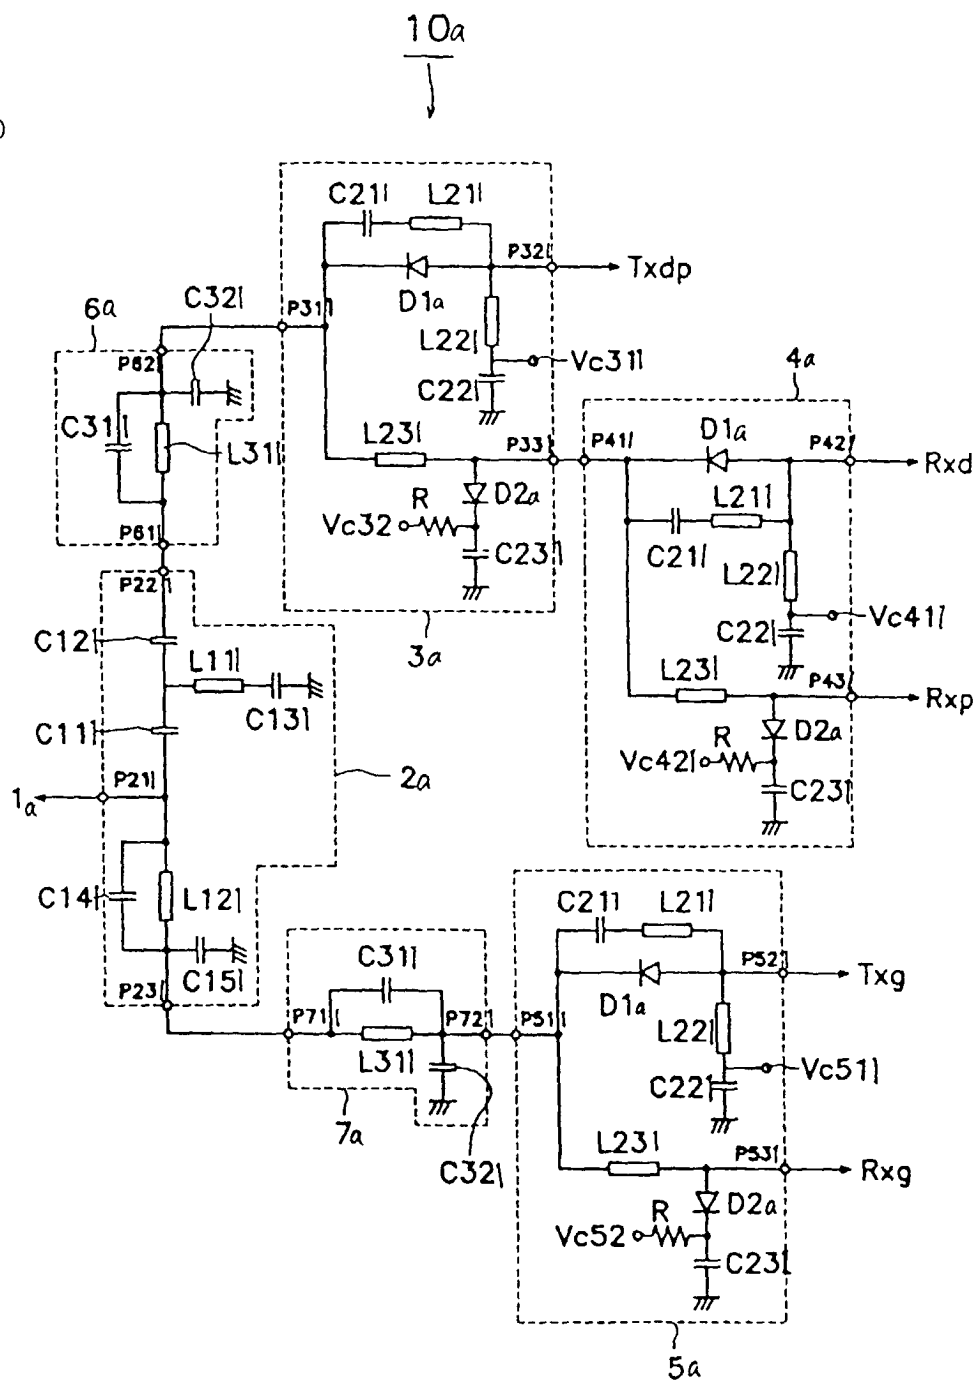 10a
C211 L211
P321
Txdp
D1a
6a
C321
P311
L221
Vc311
C221
P621
4a
C311
L311
L231
P331
P411
D1a
P421
Rxd
R
D2a
Vc32
C231
L211
C211
P611
P221
L221
Vc411
C221
C121
3a
L111
L231
P431
Rxp
C131
C111
D2a
R
Vc421
2a
P211
1a
C231
C141
L121
C211 L211
C311
P521
Txg
C151
D1a
P231
P711
P721
P511
L221
L311
Vc511
C221
7a
L231
P531
Rxg
C321
D2a
R
Vc52
C231
5a